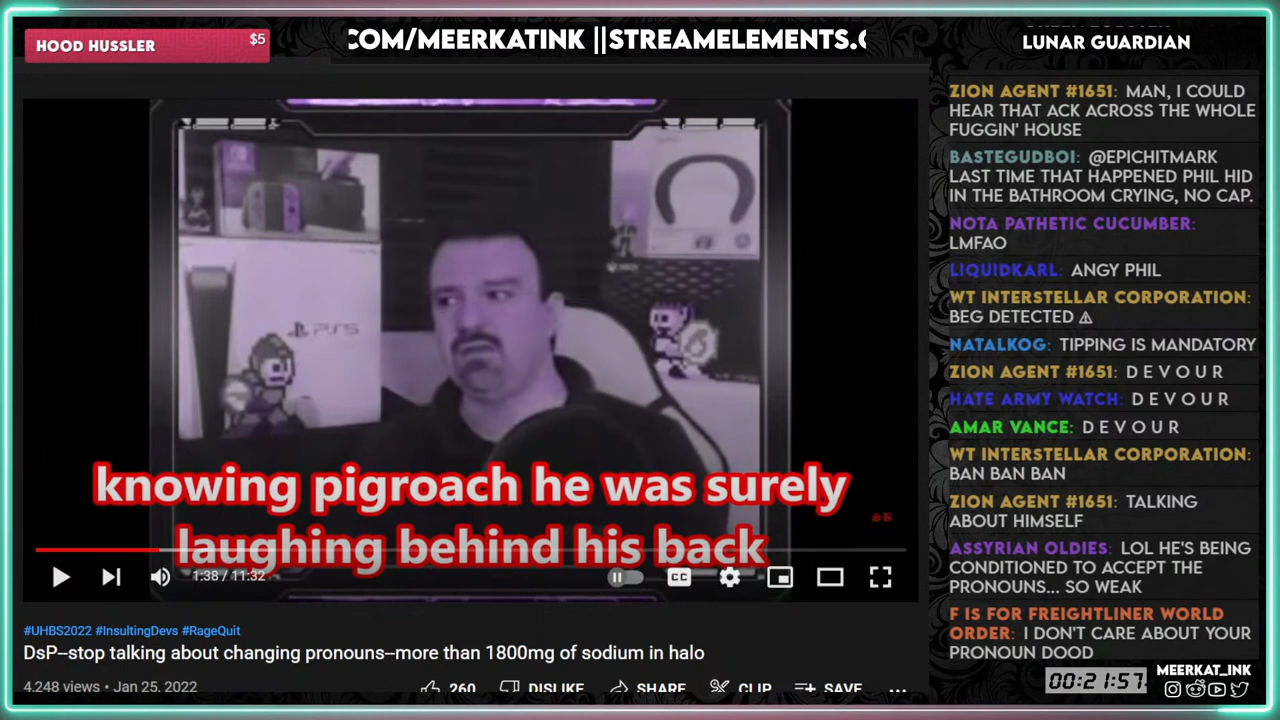 HOOD HUSSLER
$5
COM/MEERKATINK ||STREAMELEMENTS.
LUNAR GUARDIAN
ZION AGENT #1651: MAN, I COULD
HEAR THAT ACK ACROSS THE WHOLE
FUGGIN' HOUSE
BASTEGUDBOI: @EPICHITMARK
LAST TIME THAT HAPPENED PHIL HID
IN THE BATHROOM CRYING, NO CAP.
NOTA PATHETIC CUCUMBER:
LMFAO
LIQUIDKARL: ANGY PHIL
WT INTERSTELLAR CORPORATION:
BEG DETECTED ⚠
NATALKOG: TIPPING IS MANDATORY
ZION AGENT #1651: D E V O U R
HATE ARMY WATCH: D E V O U R
AMAR VANCE: D E V O U R
WT INTERSTELLAR CORPORATION:
BAN BAN BAN
ZION AGENT #1651: TALKING
ABOUT HIMSELF
ASSYRIAN OLDIES: LOL HE'S BEING
CONDITIONED TO ACCEPT THE
PRONOUNS... SO WEAK
F IS FOR FREIGHTLINER WORLD
ORDER: I DON'T CARE ABOUT YOUR
PRONOUN DOOD
PS5
knowing pigroach he was surely
laughing behind his back
1:38 / 11:32
CC
#UHBS2022 #InsultingDevs #RageQuit
DsP--stop talking about changing pronouns--more than 1800mg of sodium in halo
4,248 views • Jan 25, 2022
260
DISLIKE
SHARE
CLIP
SAVE
...
00:21:57
MEERKAT_INK